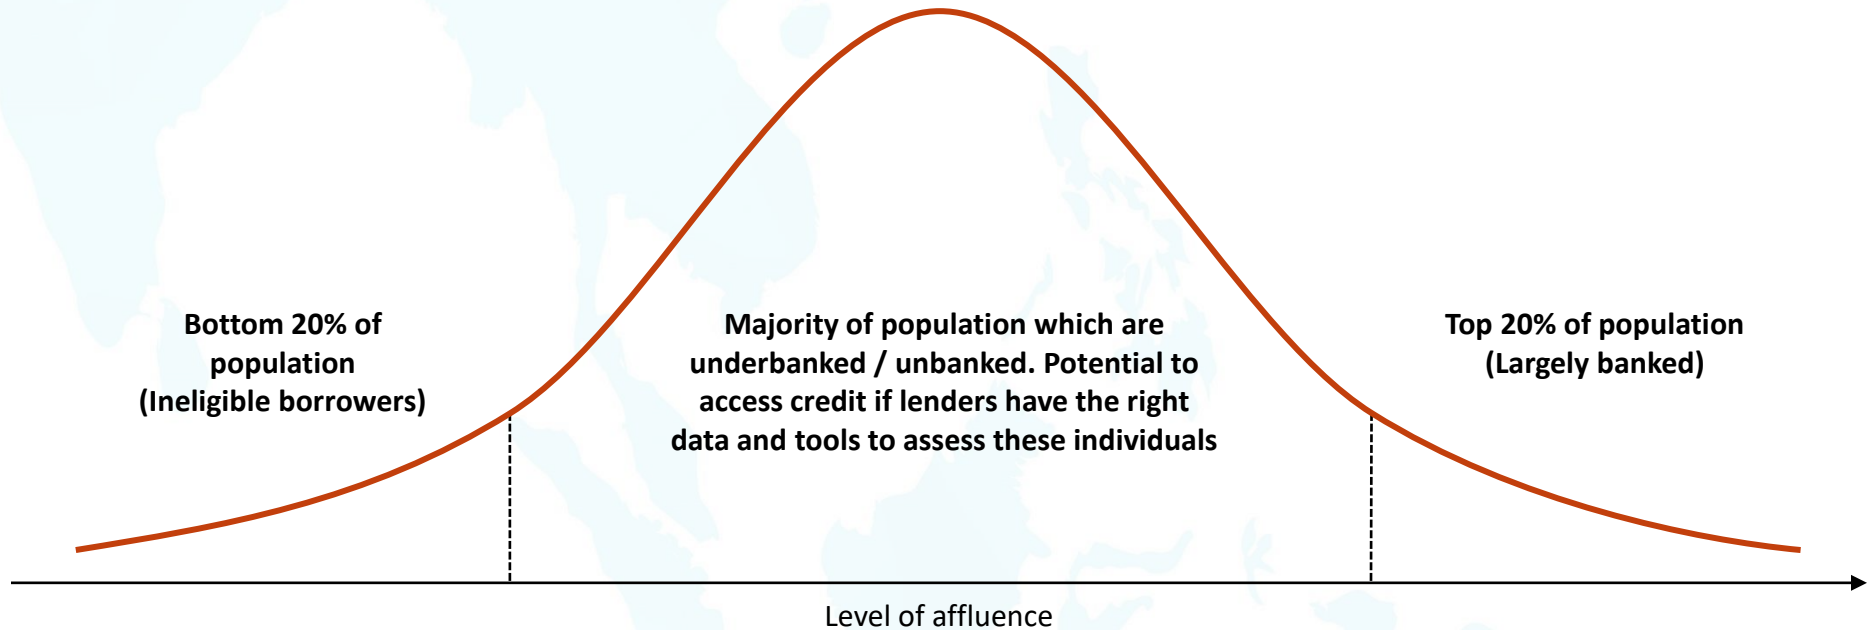 Bottom 20% of
population
(Ineligible borrowers)
Majority of population which are
underbanked / unbanked. Potential to
access credit if lenders have the right
data and tools to assess these individuals
Top 20% of population
(Largely banked)
Level of affluence